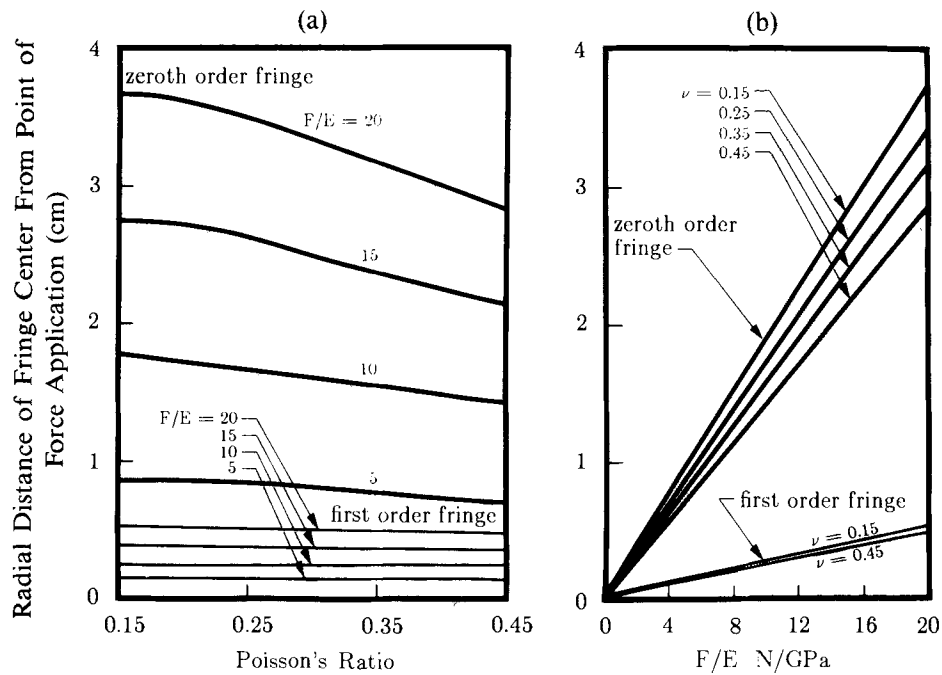 (a)
Radial Distance of Fringe Center From Point of
Force Application (cm)
4
3
2
1
0
zeroth order fringe
F/E = 20
15
10
F/E = 20
15
10
5
5
first order fringe
0.15 0.25 0.35 0.45
Poisson's Ratio
(b)
4
3
2
1
0
ν = 0.15
0.25
0.35
0.45
zeroth order
fringe
first order fringe
ν = 0.15
ν = 0.45
0 4 8 12 16 20
F/E N/GPa